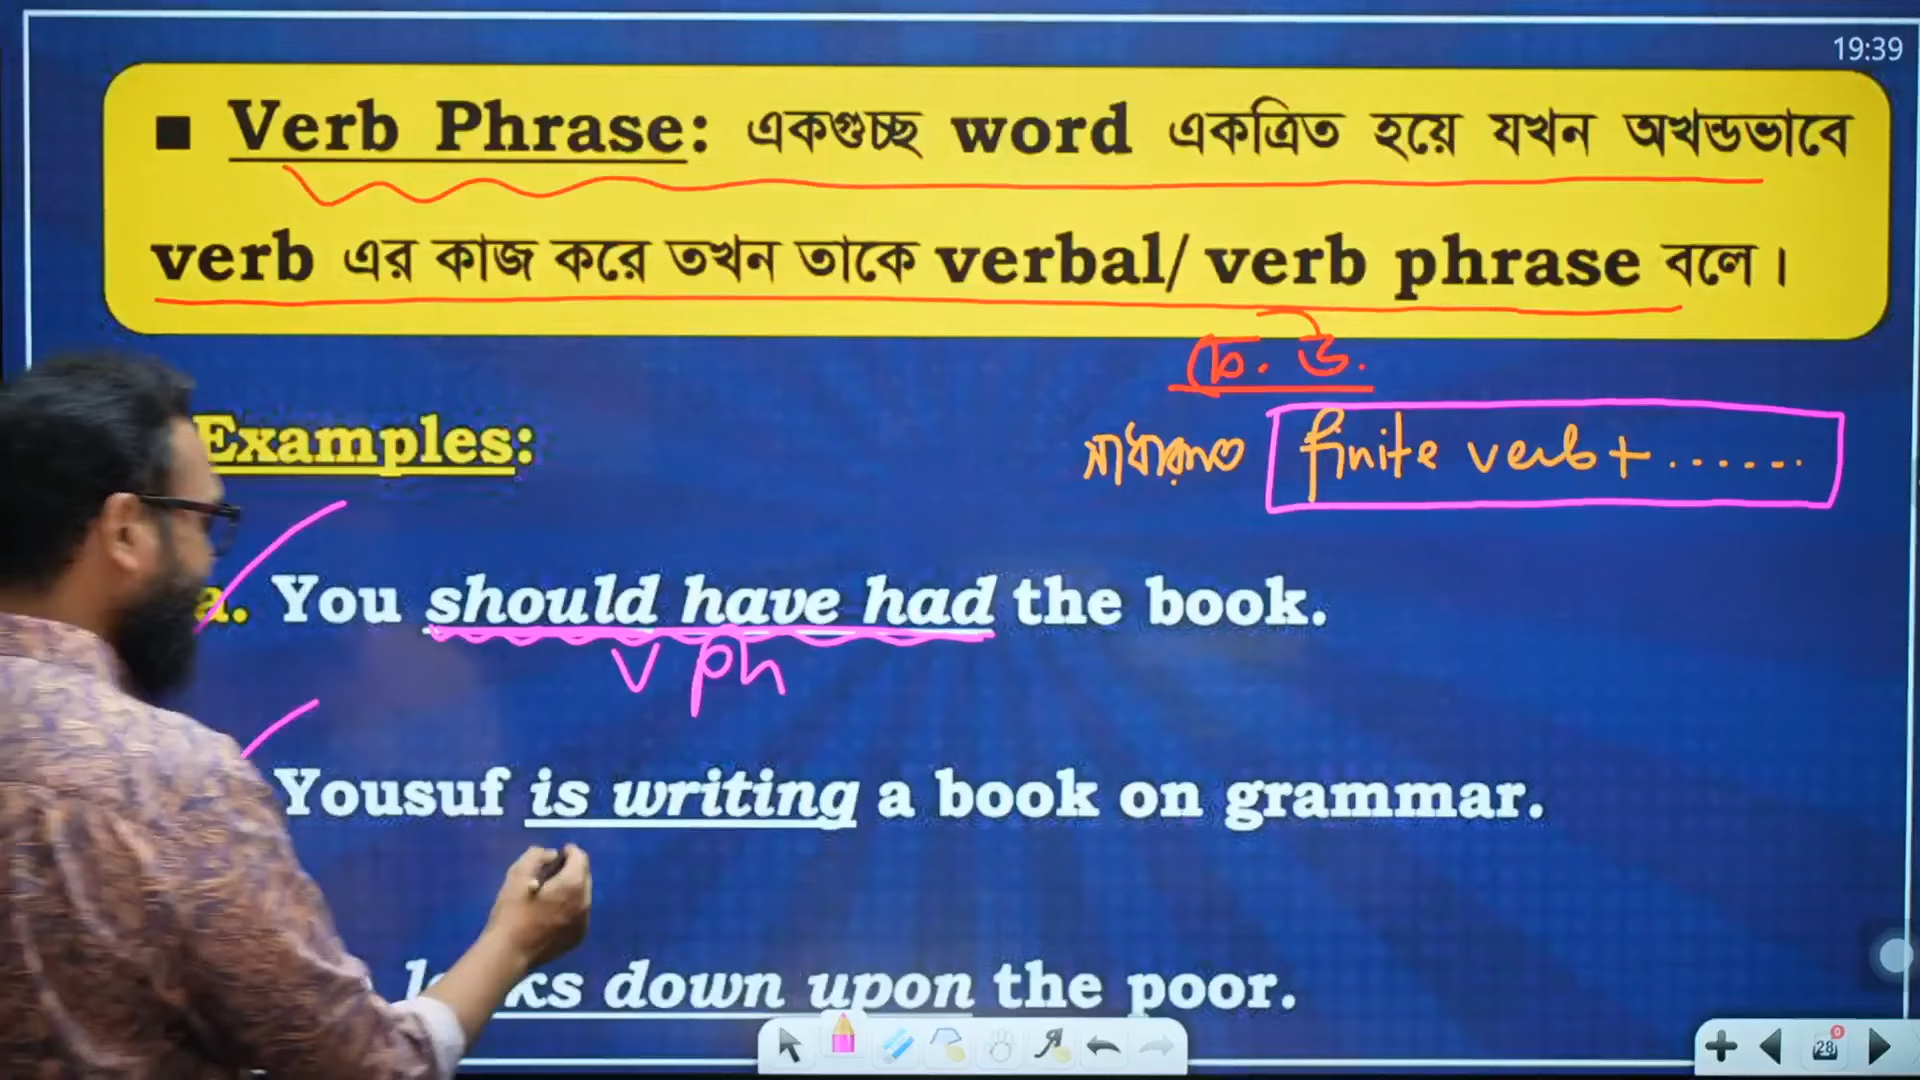 19:39
■ Verb Phrase: একগুচ্ছ word একত্রিত হয়ে যখন অখন্ডভাবে
verb এর কাজ করে তখন তাকে verbal/ verb phrase বলে।
চে. উ.
Examples:
সাধারনত finite verb + ......
a. You should have had the book.
V ph
Yousuf is writing a book on grammar.
down upon the poor.
28
0